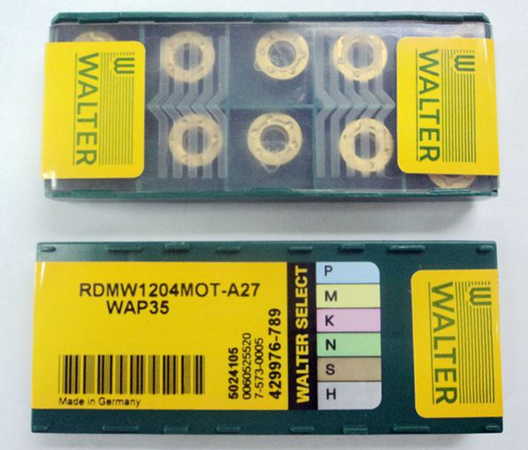 WALTER
WALTER
RDMW1204MOT-A27
WAP35
Made in Germany
5024105
0060525520
7-573-0005
429976-789
WALTER SELECT
P
M
K
N
S
H
WALTER